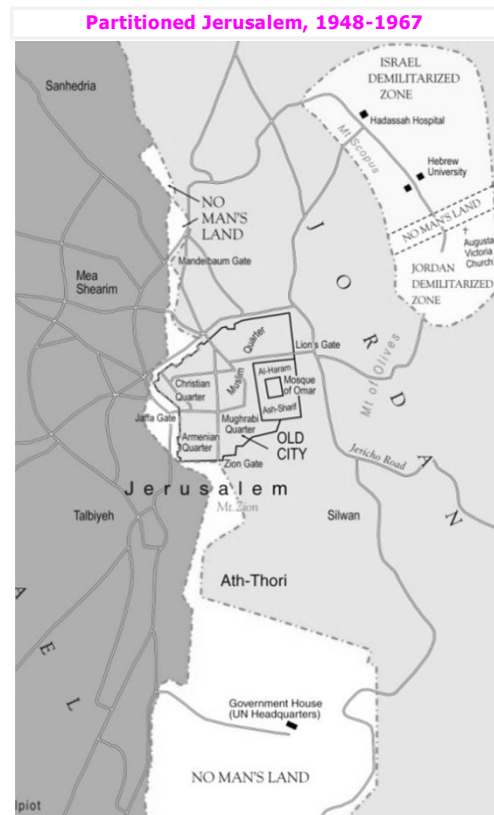 Partitioned Jerusalem, 1948-1967
Sanhedria
ISRAEL
DEMILITARIZED
ZONE
Hadassah Hospital
Mt Scopus
Hebrew
University
NO
MAN'S
LAND
NO MAN'S LAND
Augusta
Victoria
Church
Mandelbaum Gate
JORDAN
DEMILITARIZED
ZONE
Mea
Shearim
JORDAN
Mt of Olives
Lion's Gate
Muslim Quarter
Christian
Quarter
Al-Haram
Mosque
of Omar
Ash-Sharif
Jaffa Gate
Mughrabi
Quarter
Armenian
Quarter
OLD
CITY
Zion Gate
Jericho Road
Jerusalem
Mt.Zion
Talbiyeh
Silwan
Ath-Thori
A E L
Government House
(UN Headquarters)
NO MAN'S LAND
lpiot